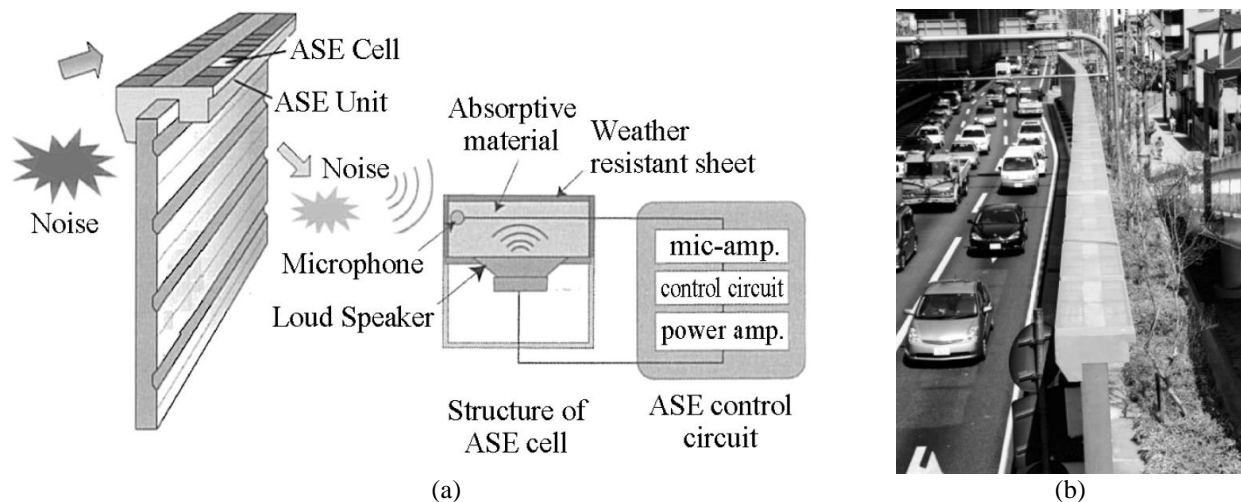 ASE Cell
ASE Unit
Absorptive
material
Weather
resistant sheet
Noise
Noise
Microphone
Loud Speaker
mic-amp.
control circuit
power amp.
Structure of
ASE cell
ASE control
circuit
(a)
(b)